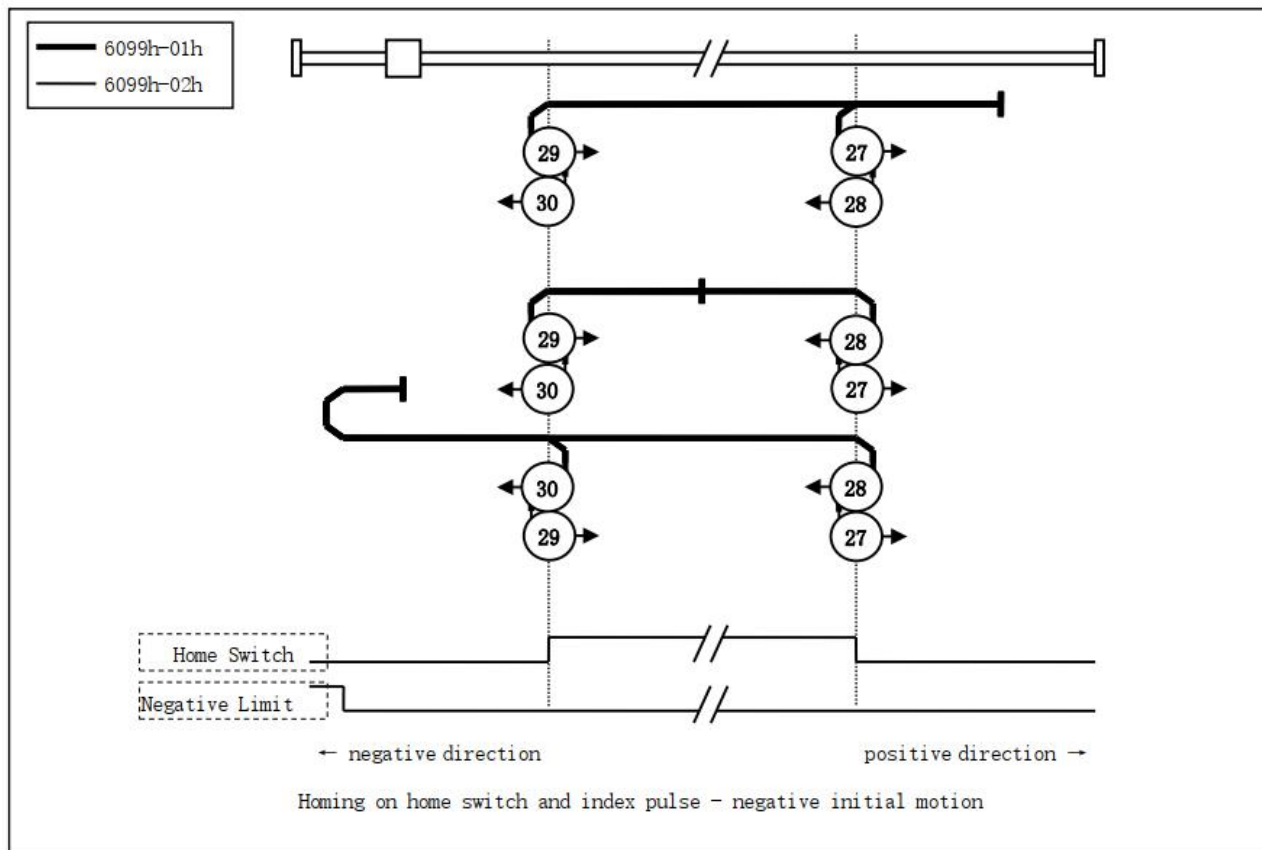 6099h-01h
6099h-02h
29
27
30
28
29
28
30
27
30
28
29
27
Home Switch
Negative Limit
← negative direction
positive direction →
Homing on home switch and index pulse - negative initial motion